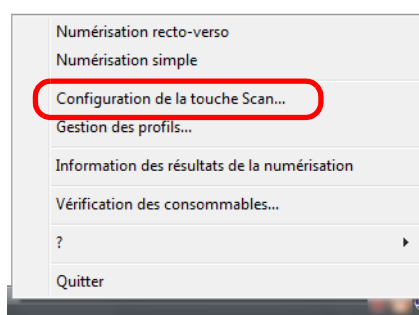 Numérisation recto-verso
Numérisation simple
Configuration de la touche Scan...
Gestion des profils...
Information des résultats de la numérisation
Vérification des consommables...
?
Quitter